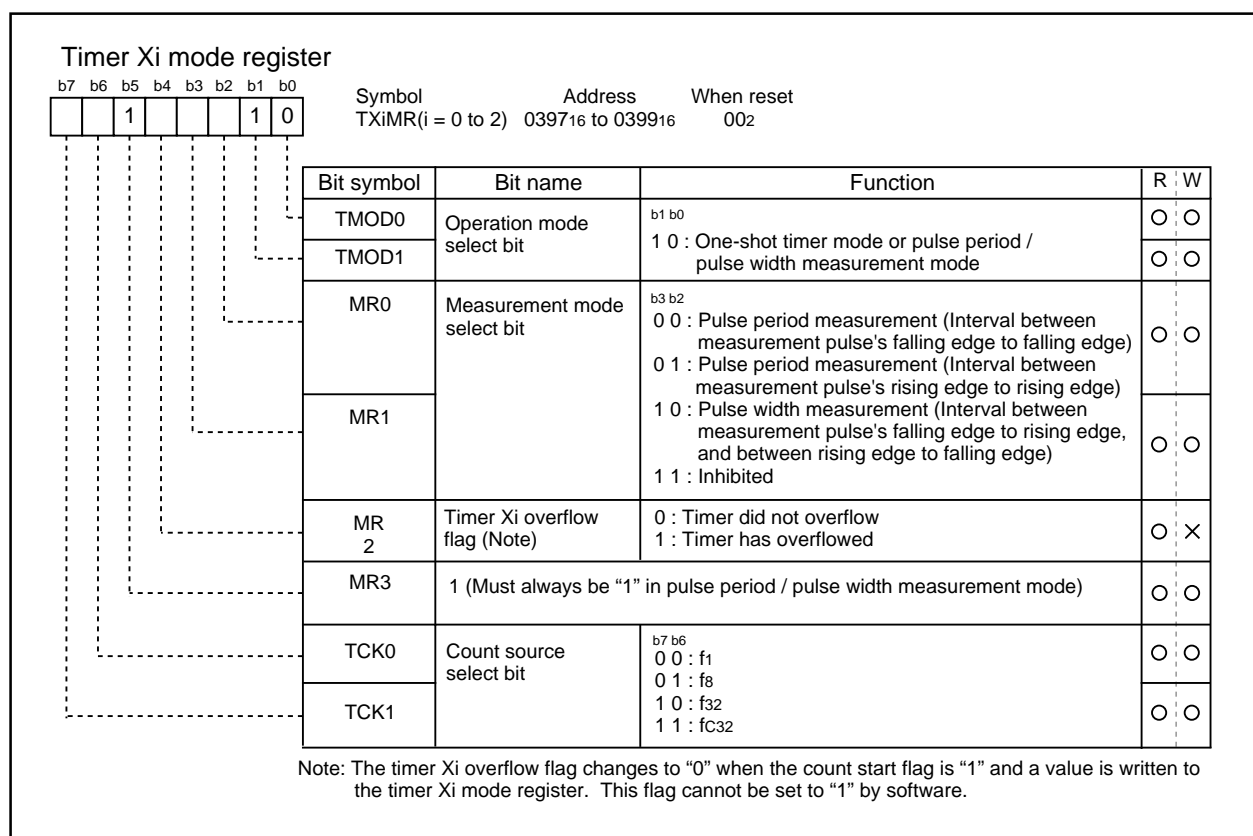 Timer Xi mode register
b7 b6 b5 b4 b3 b2 b1 b0
1 1 0
Symbol Address When reset
TXiMR(i = 0 to 2) 039716 to 039916 002
Bit symbol Bit name Function R W
TMOD0
TMOD1
Operation mode
select bit
b1 b0
1 0 : One-shot timer mode or pulse period /
pulse width measurement mode
MR0
MR1
Measurement mode
select bit
b3 b2
0 0 : Pulse period measurement (Interval between
measurement pulse's falling edge to falling edge)
0 1 : Pulse period measurement (Interval between
measurement pulse's rising edge to rising edge)
1 0 : Pulse width measurement (Interval between
measurement pulse's falling edge to rising edge,
and between rising edge to falling edge)
1 1 : Inhibited
MR
2
Timer Xi overflow
flag (Note)
0 : Timer did not overflow
1 : Timer has overflowed
MR3
1 (Must always be “1” in pulse period / pulse width measurement mode)
TCK0
TCK1
Count source
select bit
b7 b6
0 0 : f1
0 1 : f8
1 0 : f32
1 1 : fC32
Note: The timer Xi overflow flag changes to “0” when the count start flag is “1” and a value is written to
the timer Xi mode register. This flag cannot be set to “1” by software.